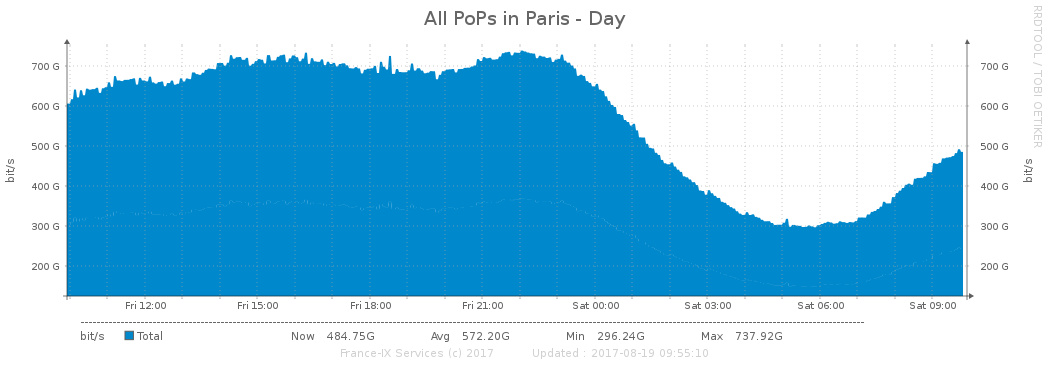 All PoPs in Paris - Day
RRDTOOL / TOBI OETIKER
bit/s
700 G
600 G
500 G
400 G
300 G
200 G
700 G
600 G
500 G
400 G
300 G
200 G
bit/s
Fri 12:00 Fri 15:00 Fri 18:00 Fri 21:00 Sat 00:00 Sat 03:00 Sat 06:00 Sat 09:00
bit/s Total Now 484.75G Avg 572.20G Min 296.24G Max 737.92G
France-IX Services (c) 2017 Updated : 2017-08-19 09:55:10